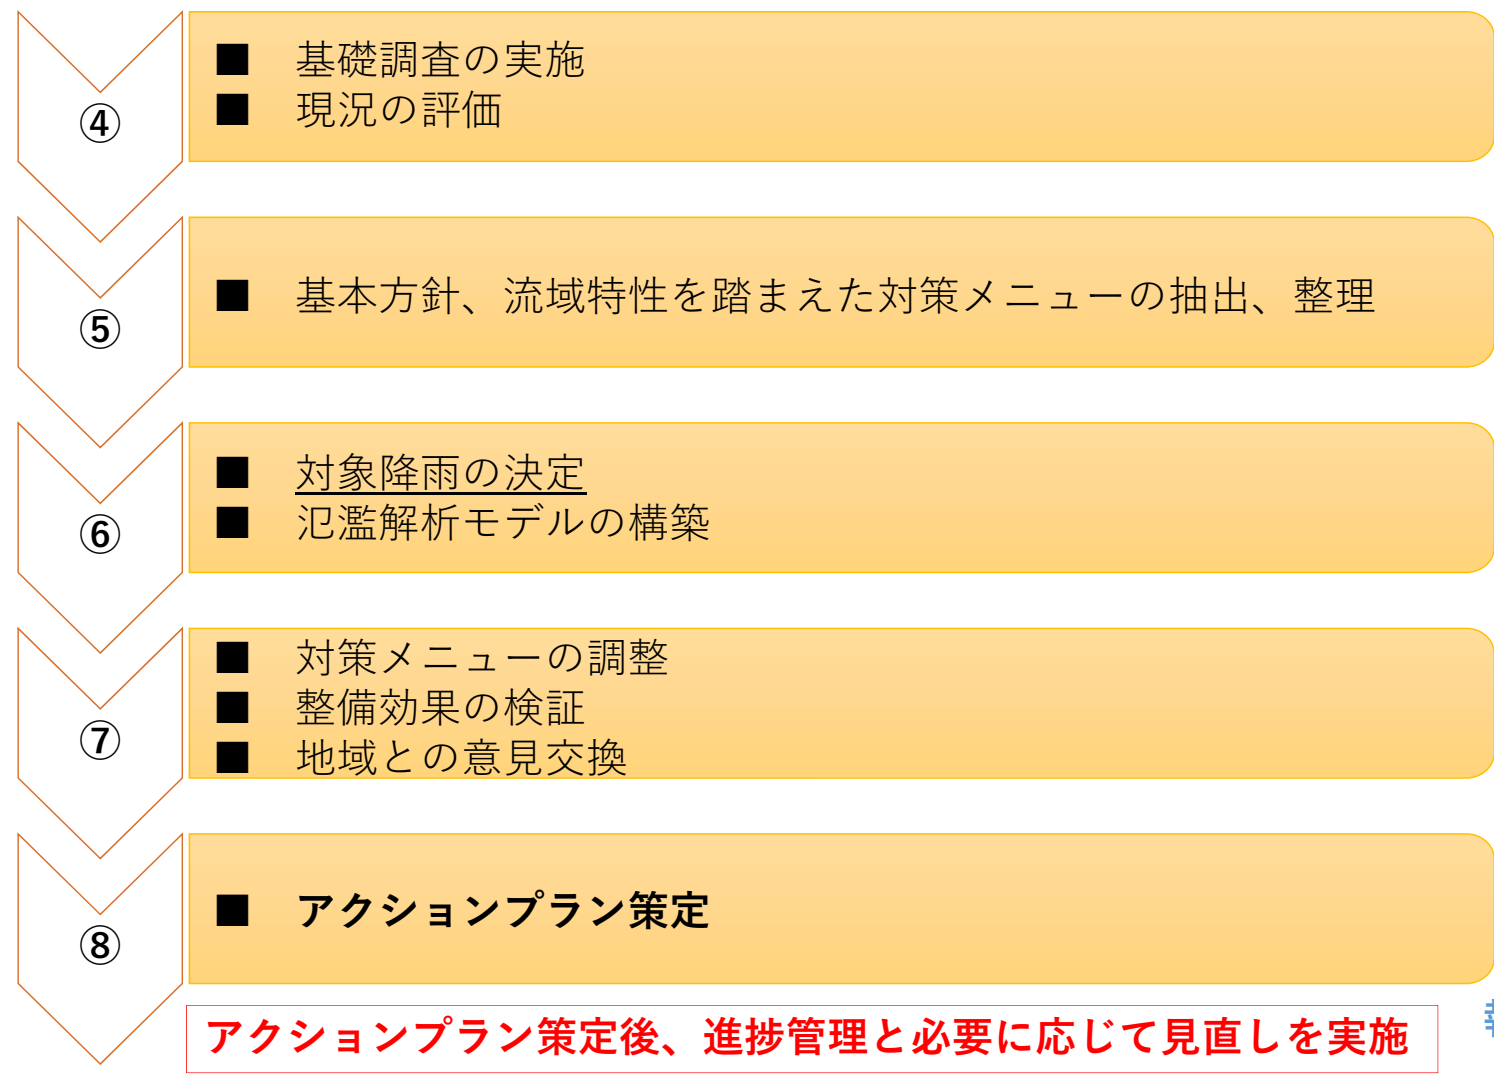 ④
■ 基礎調査の実施
■ 現況の評価
⑤
■ 基本方針、流域特性を踏まえた対策メニューの抽出、整理
⑥
■ 対象降雨の決定
■ 氾濫解析モデルの構築
⑦
■ 対策メニューの調整
■ 整備効果の検証
■ 地域との意見交換
⑧
■ アクションプラン策定
アクションプラン策定後、進捗管理と必要に応じて見直しを実施